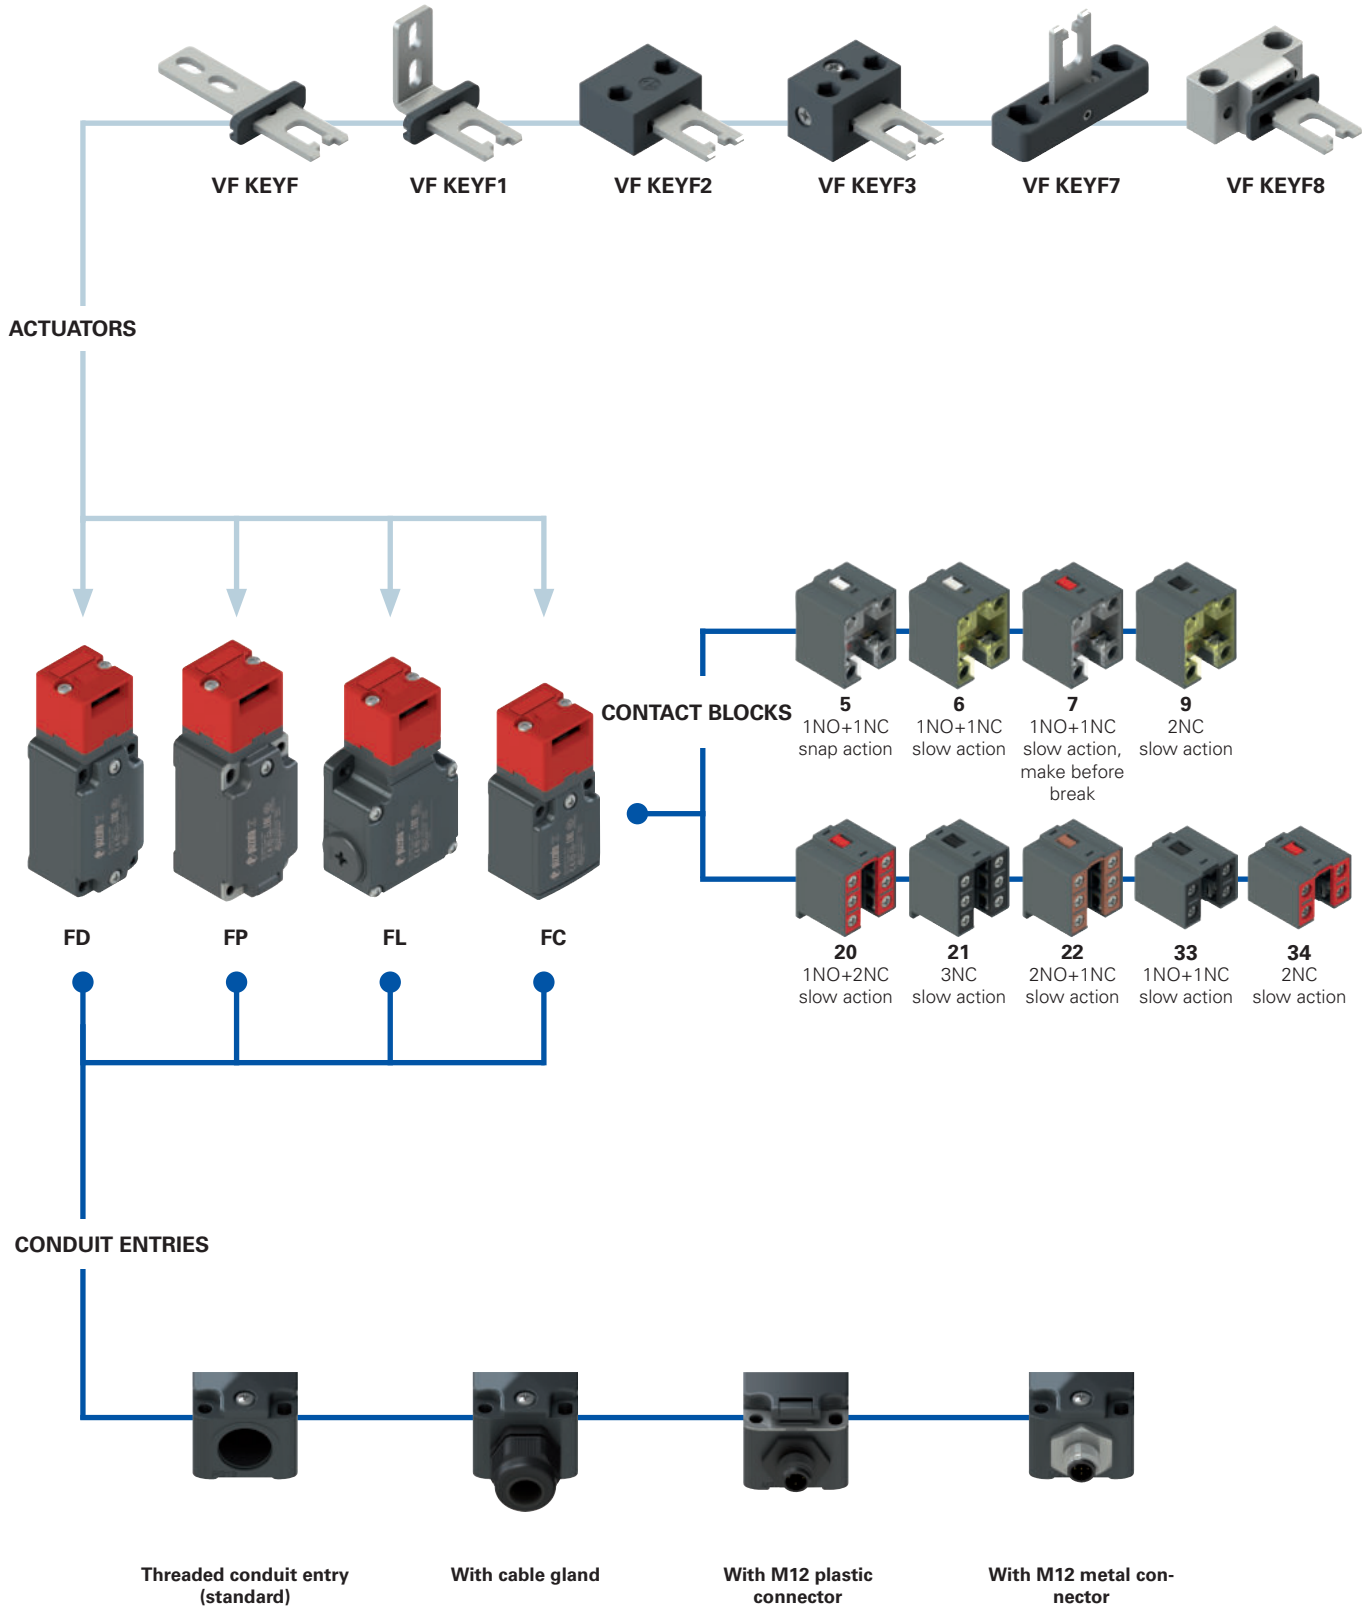 VF KEYF VF KEYF1 VF KEYF2 VF KEYF3 VF KEYF7 VF KEYF8
ACTUATORS
CONTACT BLOCKS
5
1NO+1NC
snap action
6
1NO+1NC
slow action
7
1NO+1NC
slow action,
make before
break
9
2NC
slow action
20
1NO+2NC
slow action
21
3NC
slow action
22
2NO+1NC
slow action
33
1NO+1NC
slow action
34
2NC
slow action
pizzato
pizzato
pizzato
pizzato
FD FP FL FC
CONDUIT ENTRIES
Threaded conduit entry
(standard)
With cable gland
With M12 plastic
connector
With M12 metal con-
nector